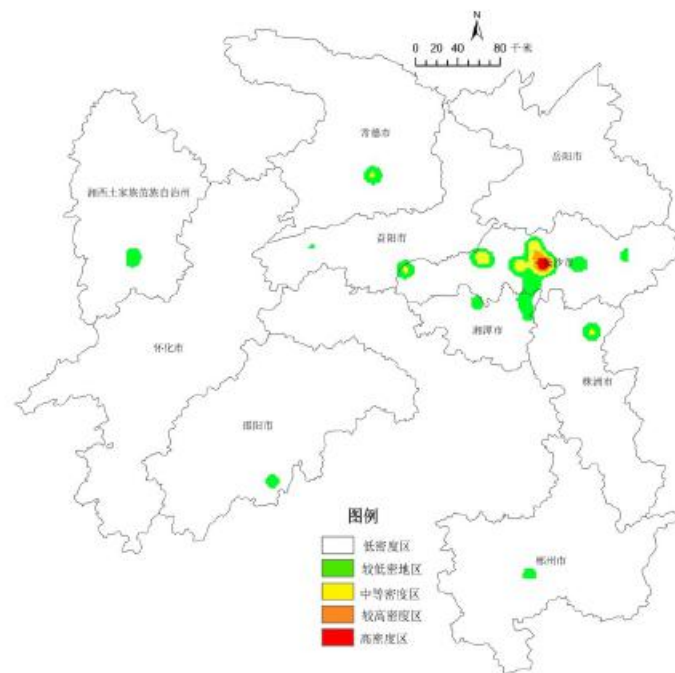 N
0 20 40 80 千米
常德市
岳阳市
湘西土家族苗族自治州
益阳市
长沙市
怀化市
湘潭市
株洲市
邵阳市
图例
低密度区
较低密地区
中等密度区
较高密度区
高密度区
郴州市